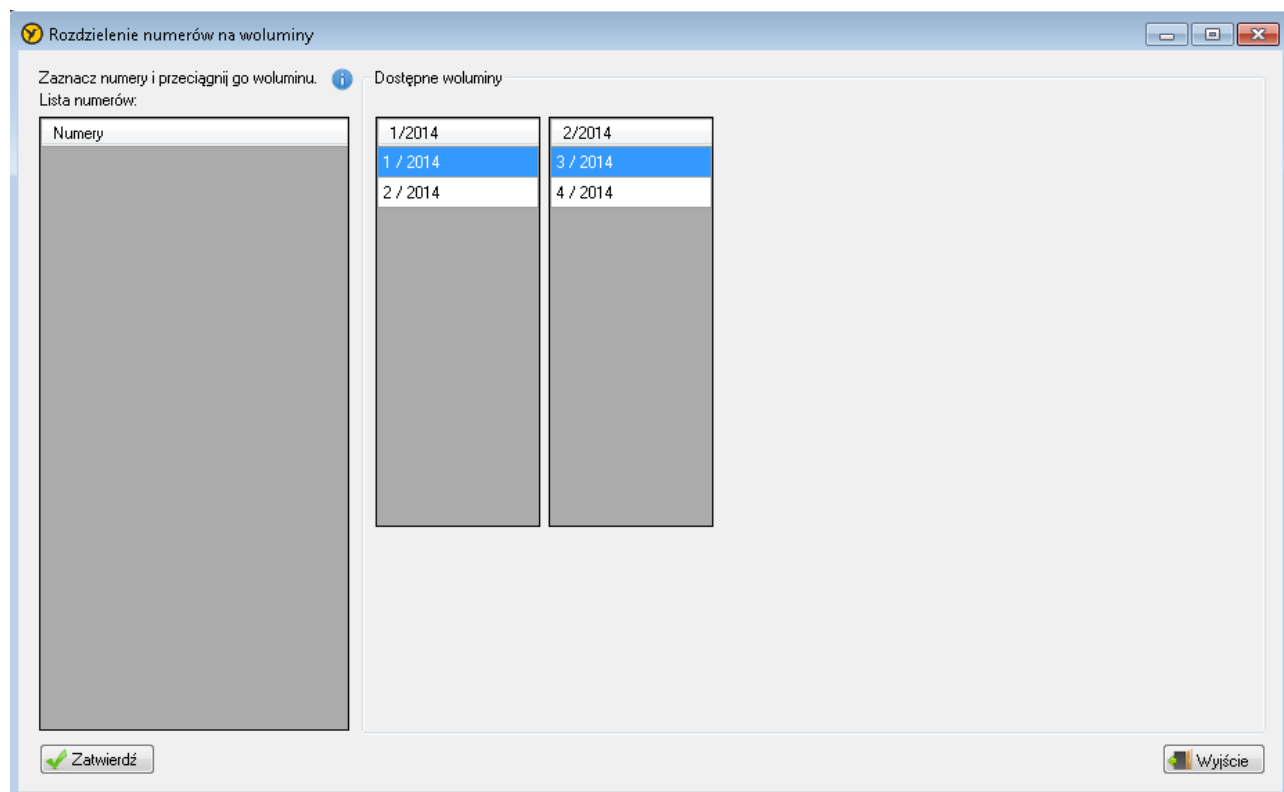 Rozdzielenie numerów na woluminy
Zaznacz numery i przeciągnij go woluminu.
Lista numerów:
Numery
Dostępne woluminy
1/2014
1 / 2014
2 / 2014
2/2014
3 / 2014
4 / 2014
Zatwierdź
Wyjście